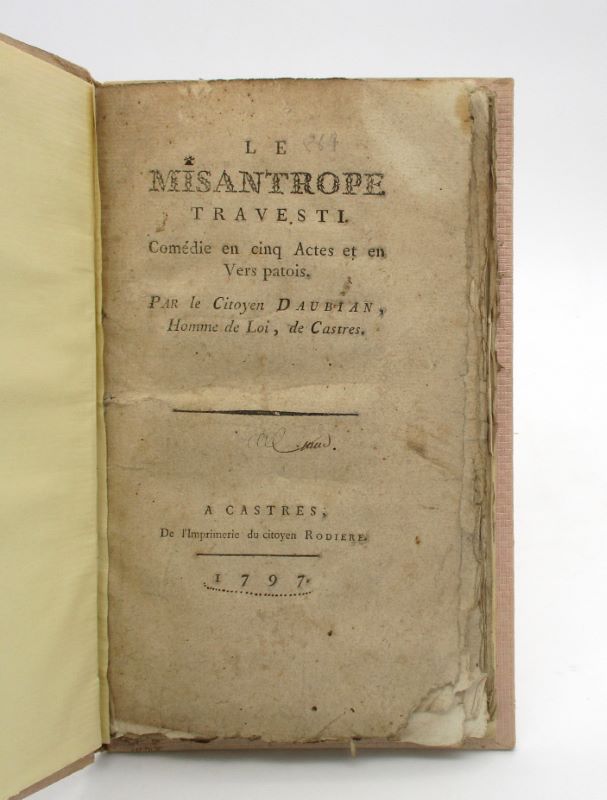 LE 264
MISANTROPE
TRAVESTI.
Comédie en cinq Actes et en
Vers patois.
PAR le Citoyen DAUBIAN,
Homme de Loi, de Castres.
A CASTRES,
De l'Imprimerie du citoyen RODIERE.
1797.